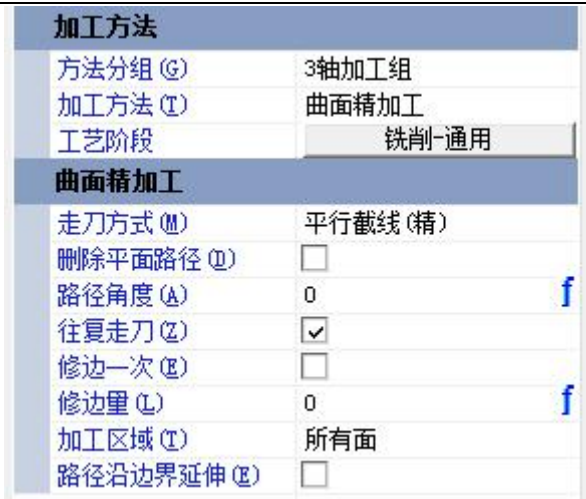 加工方法
方法分组(G) 3轴加工组
加工方法(T) 曲面精加工
工艺阶段 铣削-通用
曲面精加工
走刀方式(M) 平行截线(精)
删除平面路径(D)
路径角度(A) 0 f
往复走刀(Z)
修边一次(E)
修边量(L) 0 f
加工区域(T) 所有面
路径沿边界延伸(E)